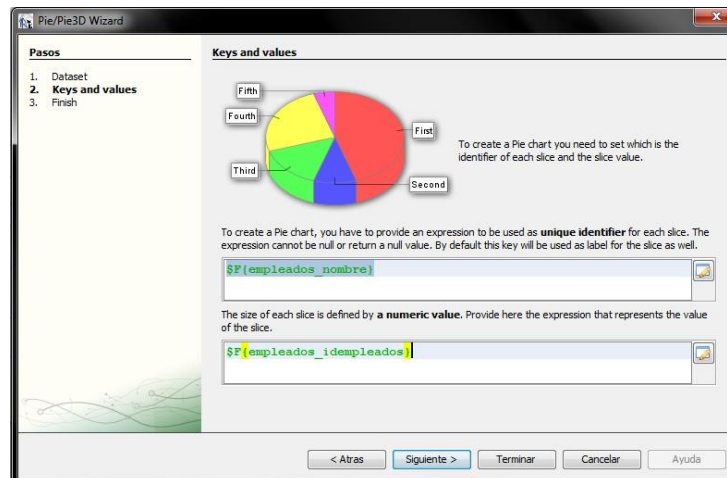 Pie/Pie3D Wizard
Pasos
1. Dataset
2. Keys and values
3. Finish
Keys and values
Fifth
Fourth
First
Third
Second
To create a Pie chart you need to set which is the
identifier of each slice and the slice value.
To create a Pie chart, you have to provide an expression to be used as unique identifier for each slice. The
expression cannot be null or return a null value. By default this key will be used as label for the slice as well.
$F{empleados_nombre}
The size of each slice is defined by a numeric value. Provide here the expression that represents the value
of the slice.
$F{empleados_idempleados}
< Atras
Siguiente >
Terminar
Cancelar
Ayuda